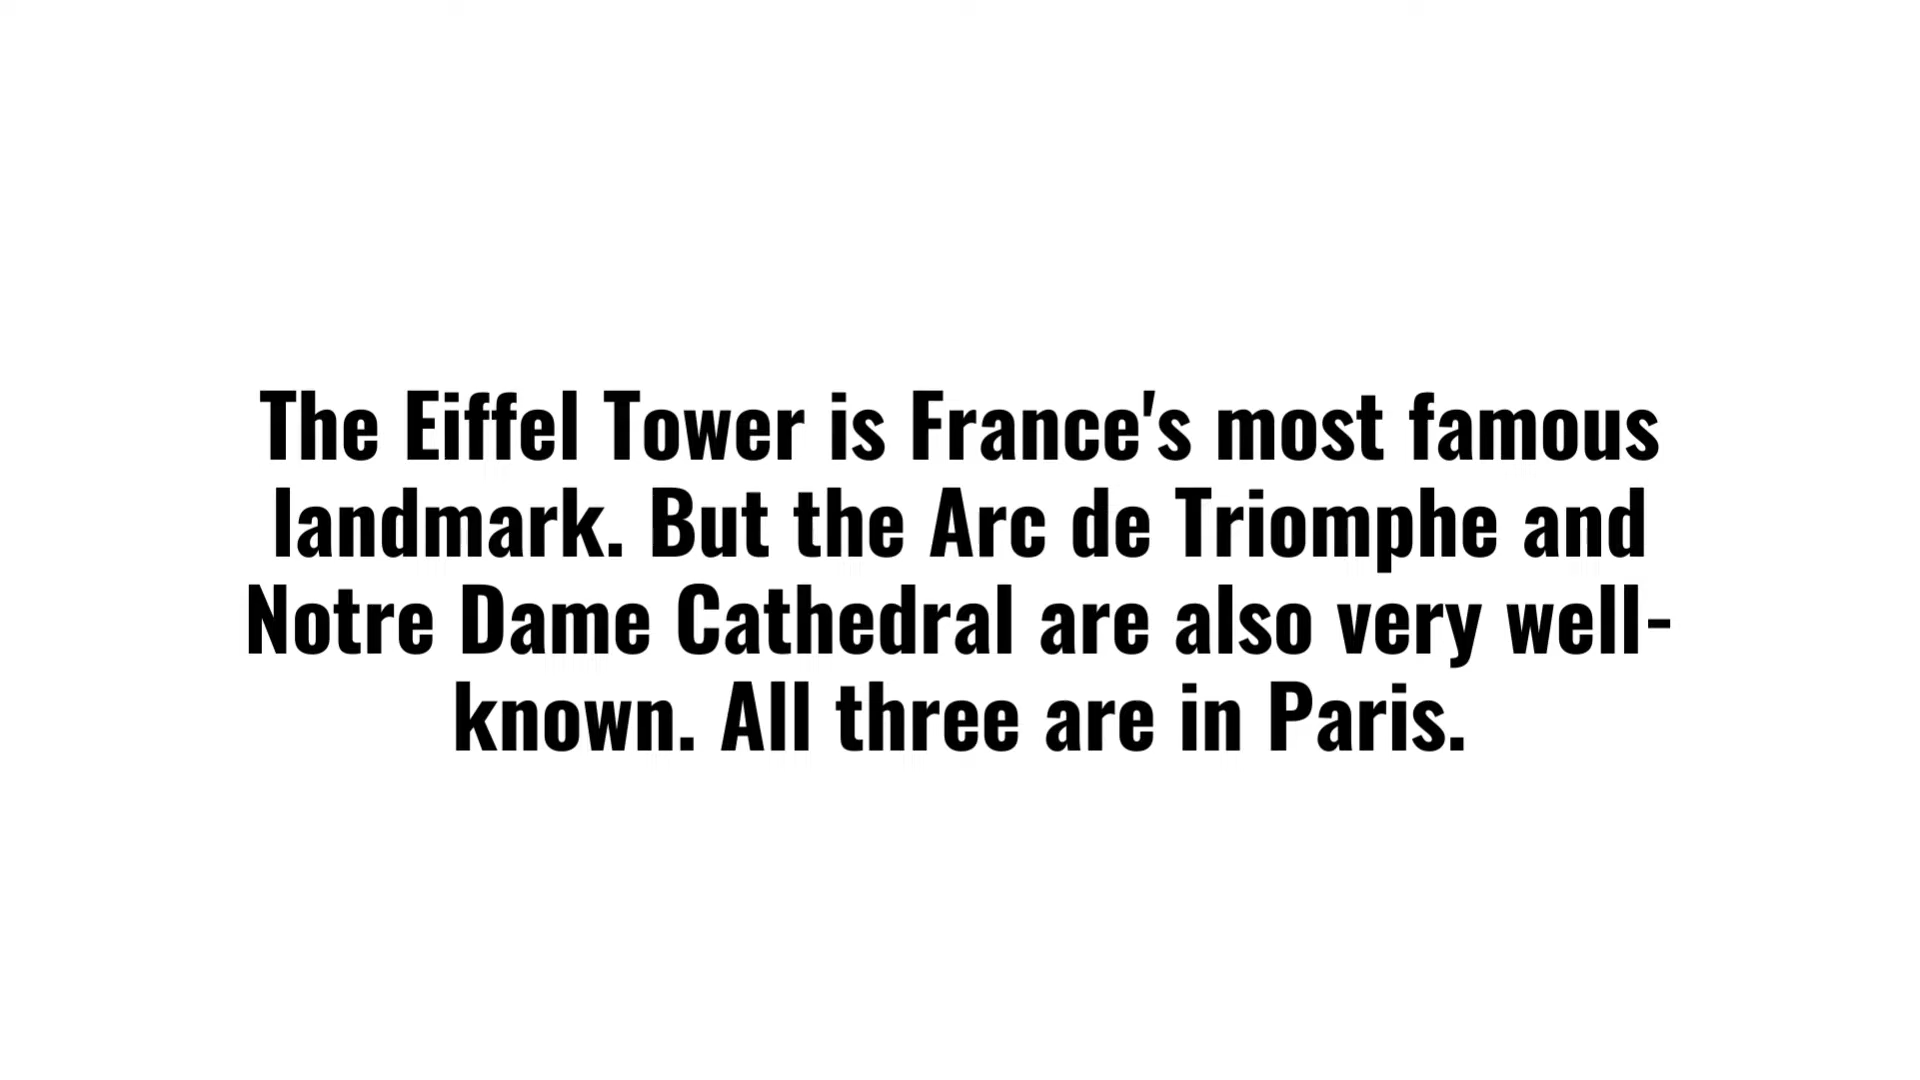 The Eiffel Tower is France's most famous
landmark. But the Arc de Triomphe and
Notre Dame Cathedral are also very well-
known. All three are in Paris.